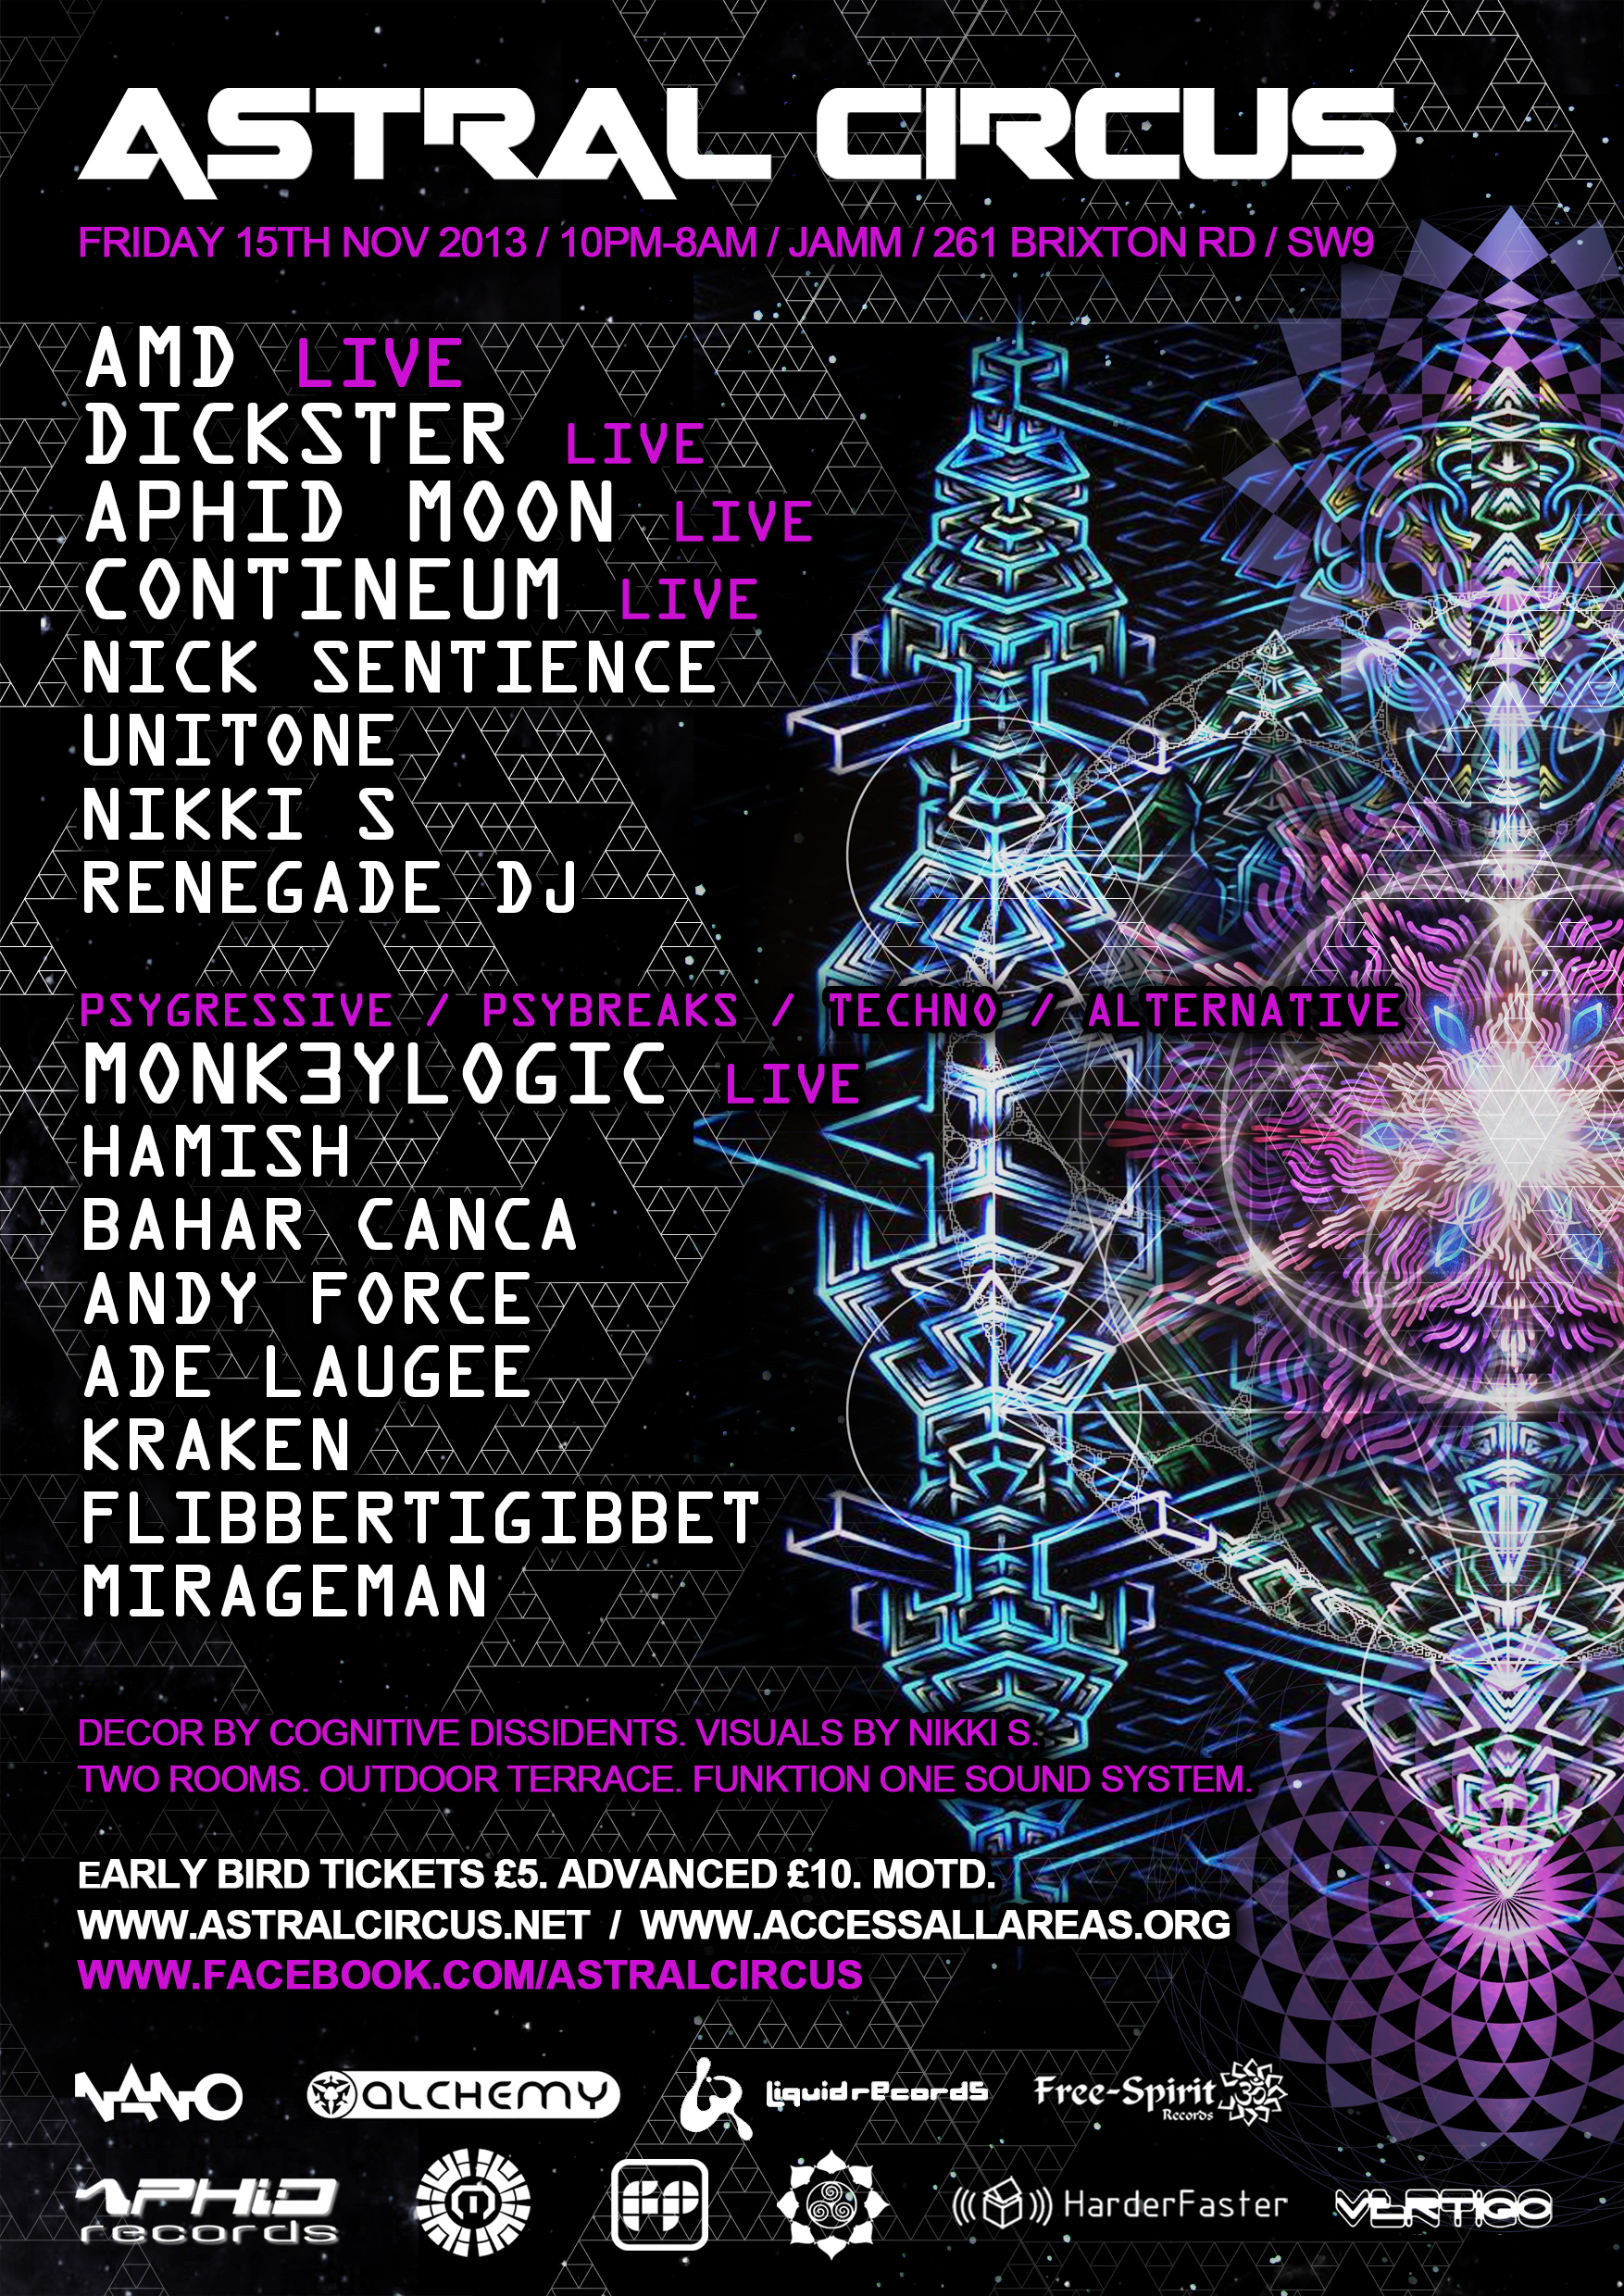 ASTRAL CIRCUS
FRIDAY 15TH NOV 2013 / 10PM-8AM / JAMM / 261 BRIXTON RD / SW9
AMD LIVE
DICKSTER LIVE
APHID MOON LIVE
CONTINEUM LIVE
NICK SENTIENCE
UNITONE
NIKKI S
RENEGADE DJ
PSYGRESSIVE / PSYBREAKS / TECHNO / ALTERNATIVE
MONK3YLOGIC LIVE
HAMISH
BAHAR CANCA
ANDY FORCE
ADE LAUGEE
KRAKEN
FLIBBERTIGIBBET
MIRAGEMAN
DECOR BY COGNITIVE DISSIDENTS. VISUALS BY NIKKI S.
TWO ROOMS. OUTDOOR TERRACE. FUNKTION ONE SOUND SYSTEM.
EARLY BIRD TICKETS £5. ADVANCED £10. MOTD.
WWW.ASTRALCIRCUS.NET / WWW.ACCESSALLAREAS.ORG
WWW.FACEBOOK.COM/ASTRALCIRCUS
NANO ALCHEMY Liquid records Free-Spirit Records
APHID records HarderFaster VERTIGO